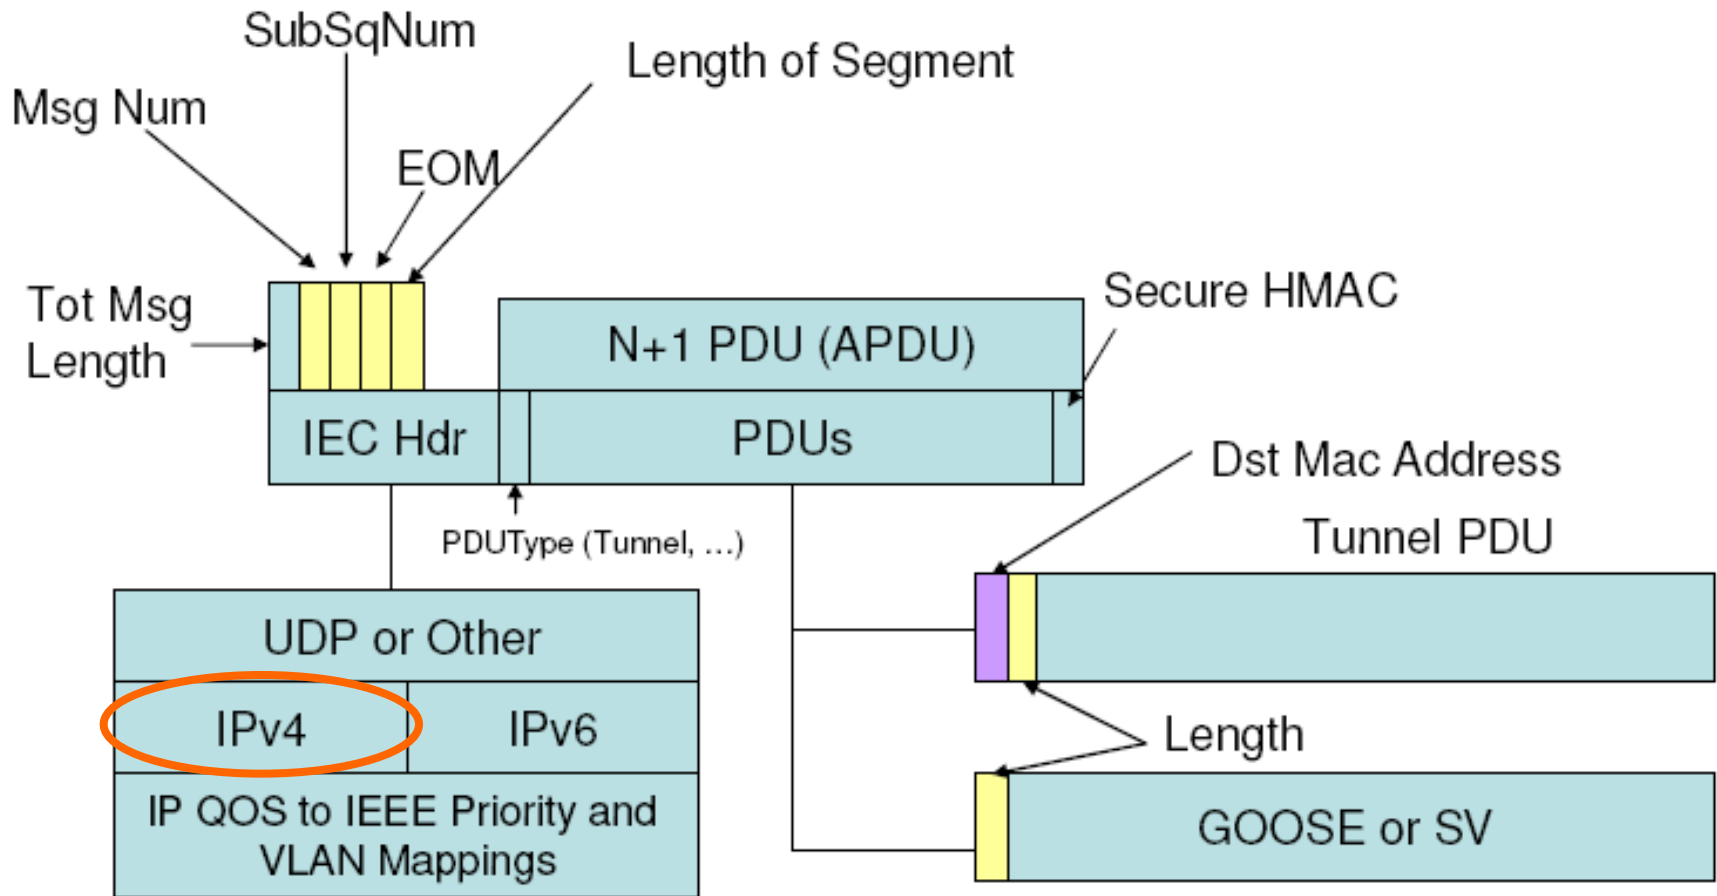 SubSqNum
Length of Segment
Msg Num
EOM
Tot Msg
Length
Secure HMAC
N+1 PDU (APDU)
IEC Hdr
PDUs
Dst Mac Address
PDUType (Tunnel, ...)
Tunnel PDU
UDP or Other
IPv4
IPv6
Length
IP QOS to IEEE Priority and
VLAN Mappings
GOOSE or SV